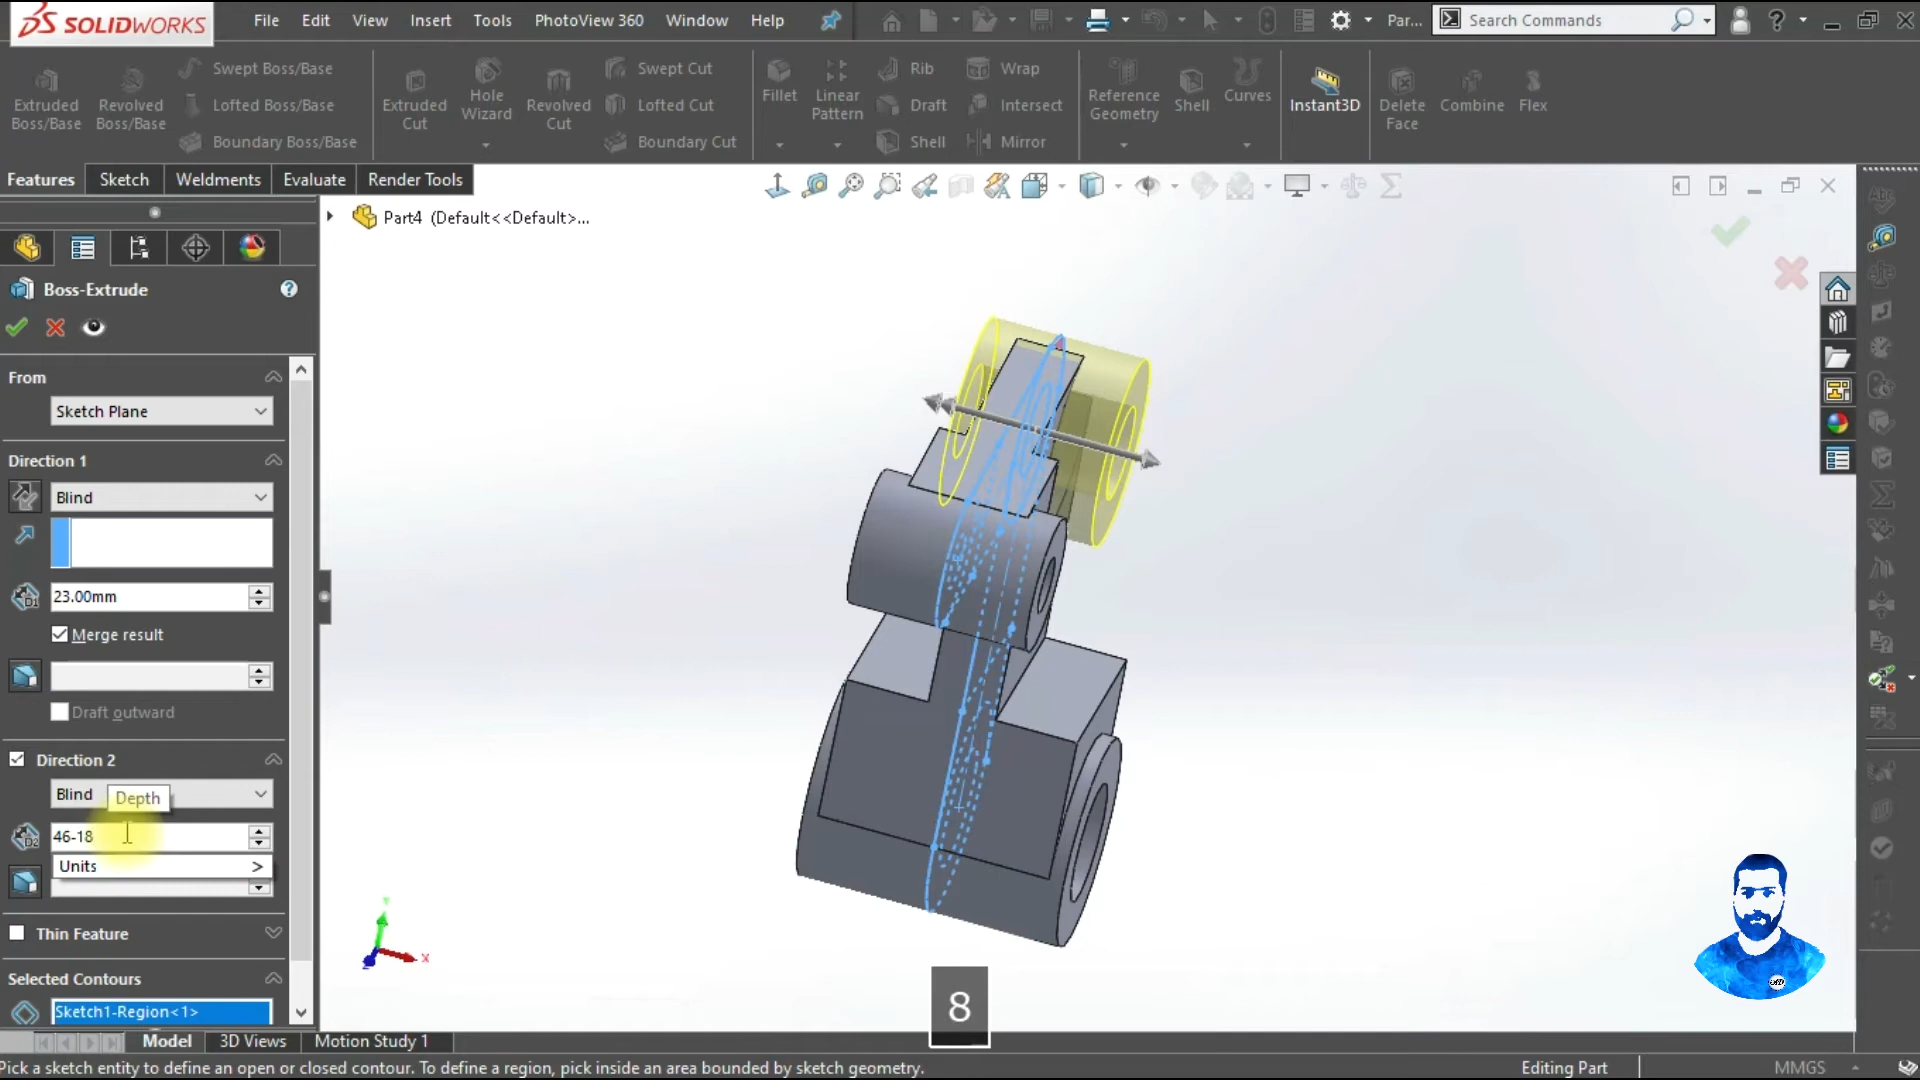 SOLIDWORKS
File Edit View Insert Tools PhotoView 360 Window Help
Par...
Search Commands
Extruded Boss/Base
Revolved Boss/Base
Swept Boss/Base
Lofted Boss/Base
Boundary Boss/Base
Extruded Cut
Hole Wizard
Revolved Cut
Swept Cut
Lofted Cut
Boundary Cut
Fillet
Linear Pattern
Rib
Draft
Shell
Wrap
Intersect
Mirror
Reference Geometry
Shell
Curves
Instant3D
Delete Face
Combine
Flex
Features Sketch Weldments Evaluate Render Tools
Part4 (Default<<Default>...
Boss-Extrude
From
Sketch Plane
Direction 1
Blind
23.00mm
Merge result
Draft outward
Direction 2
Blind
Depth
46-18
Units >
Thin Feature
Selected Contours
Sketch1-Region<1>
x
8
Model 3D Views Motion Study 1
Pick a sketch entity to define an open or closed contour. To define a region, pick inside an area bounded by sketch geometry.
Editing Part
MMGS